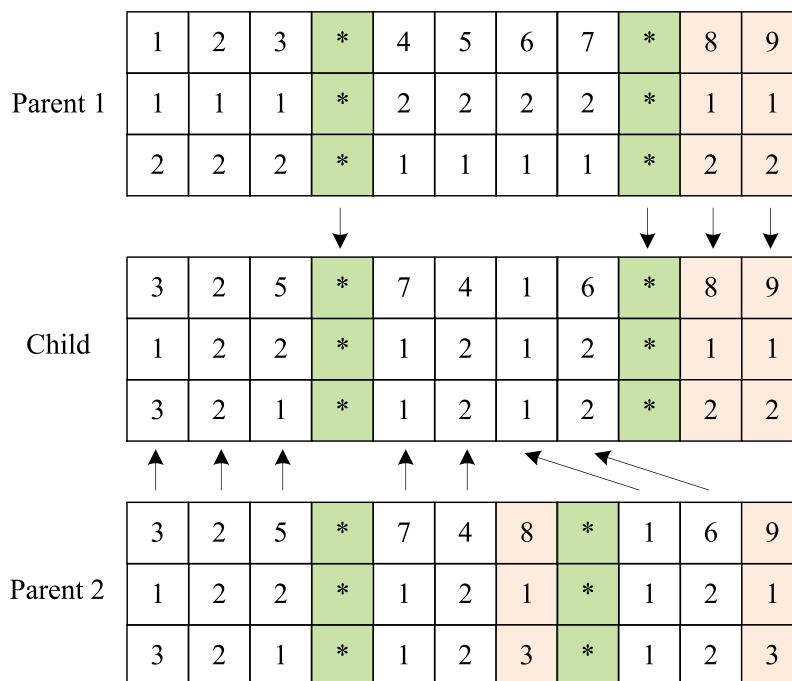 1 2 3 * 4 5 6 7 * 8 9
Parent 1 1 1 1 * 2 2 2 2 * 1 1
2 2 2 * 1 1 1 1 * 2 2
3 2 5 * 7 4 1 6 * 8 9
Child 1 2 2 * 1 2 1 2 * 1 1
3 2 1 * 1 2 1 2 * 2 2
3 2 5 * 7 4 8 * 1 6 9
Parent 2 1 2 2 * 1 2 1 * 1 2 1
3 2 1 * 1 2 3 * 1 2 3